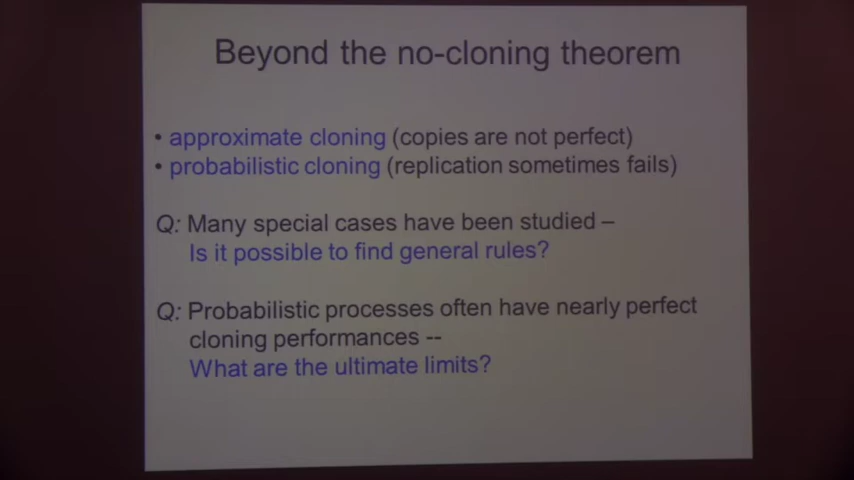 Beyond the no-cloning theorem
• approximate cloning (copies are not perfect)
• probabilistic cloning (replication sometimes fails)
Q: Many special cases have been studied –
Is it possible to find general rules?
Q: Probabilistic processes often have nearly perfect
cloning performances --
What are the ultimate limits?